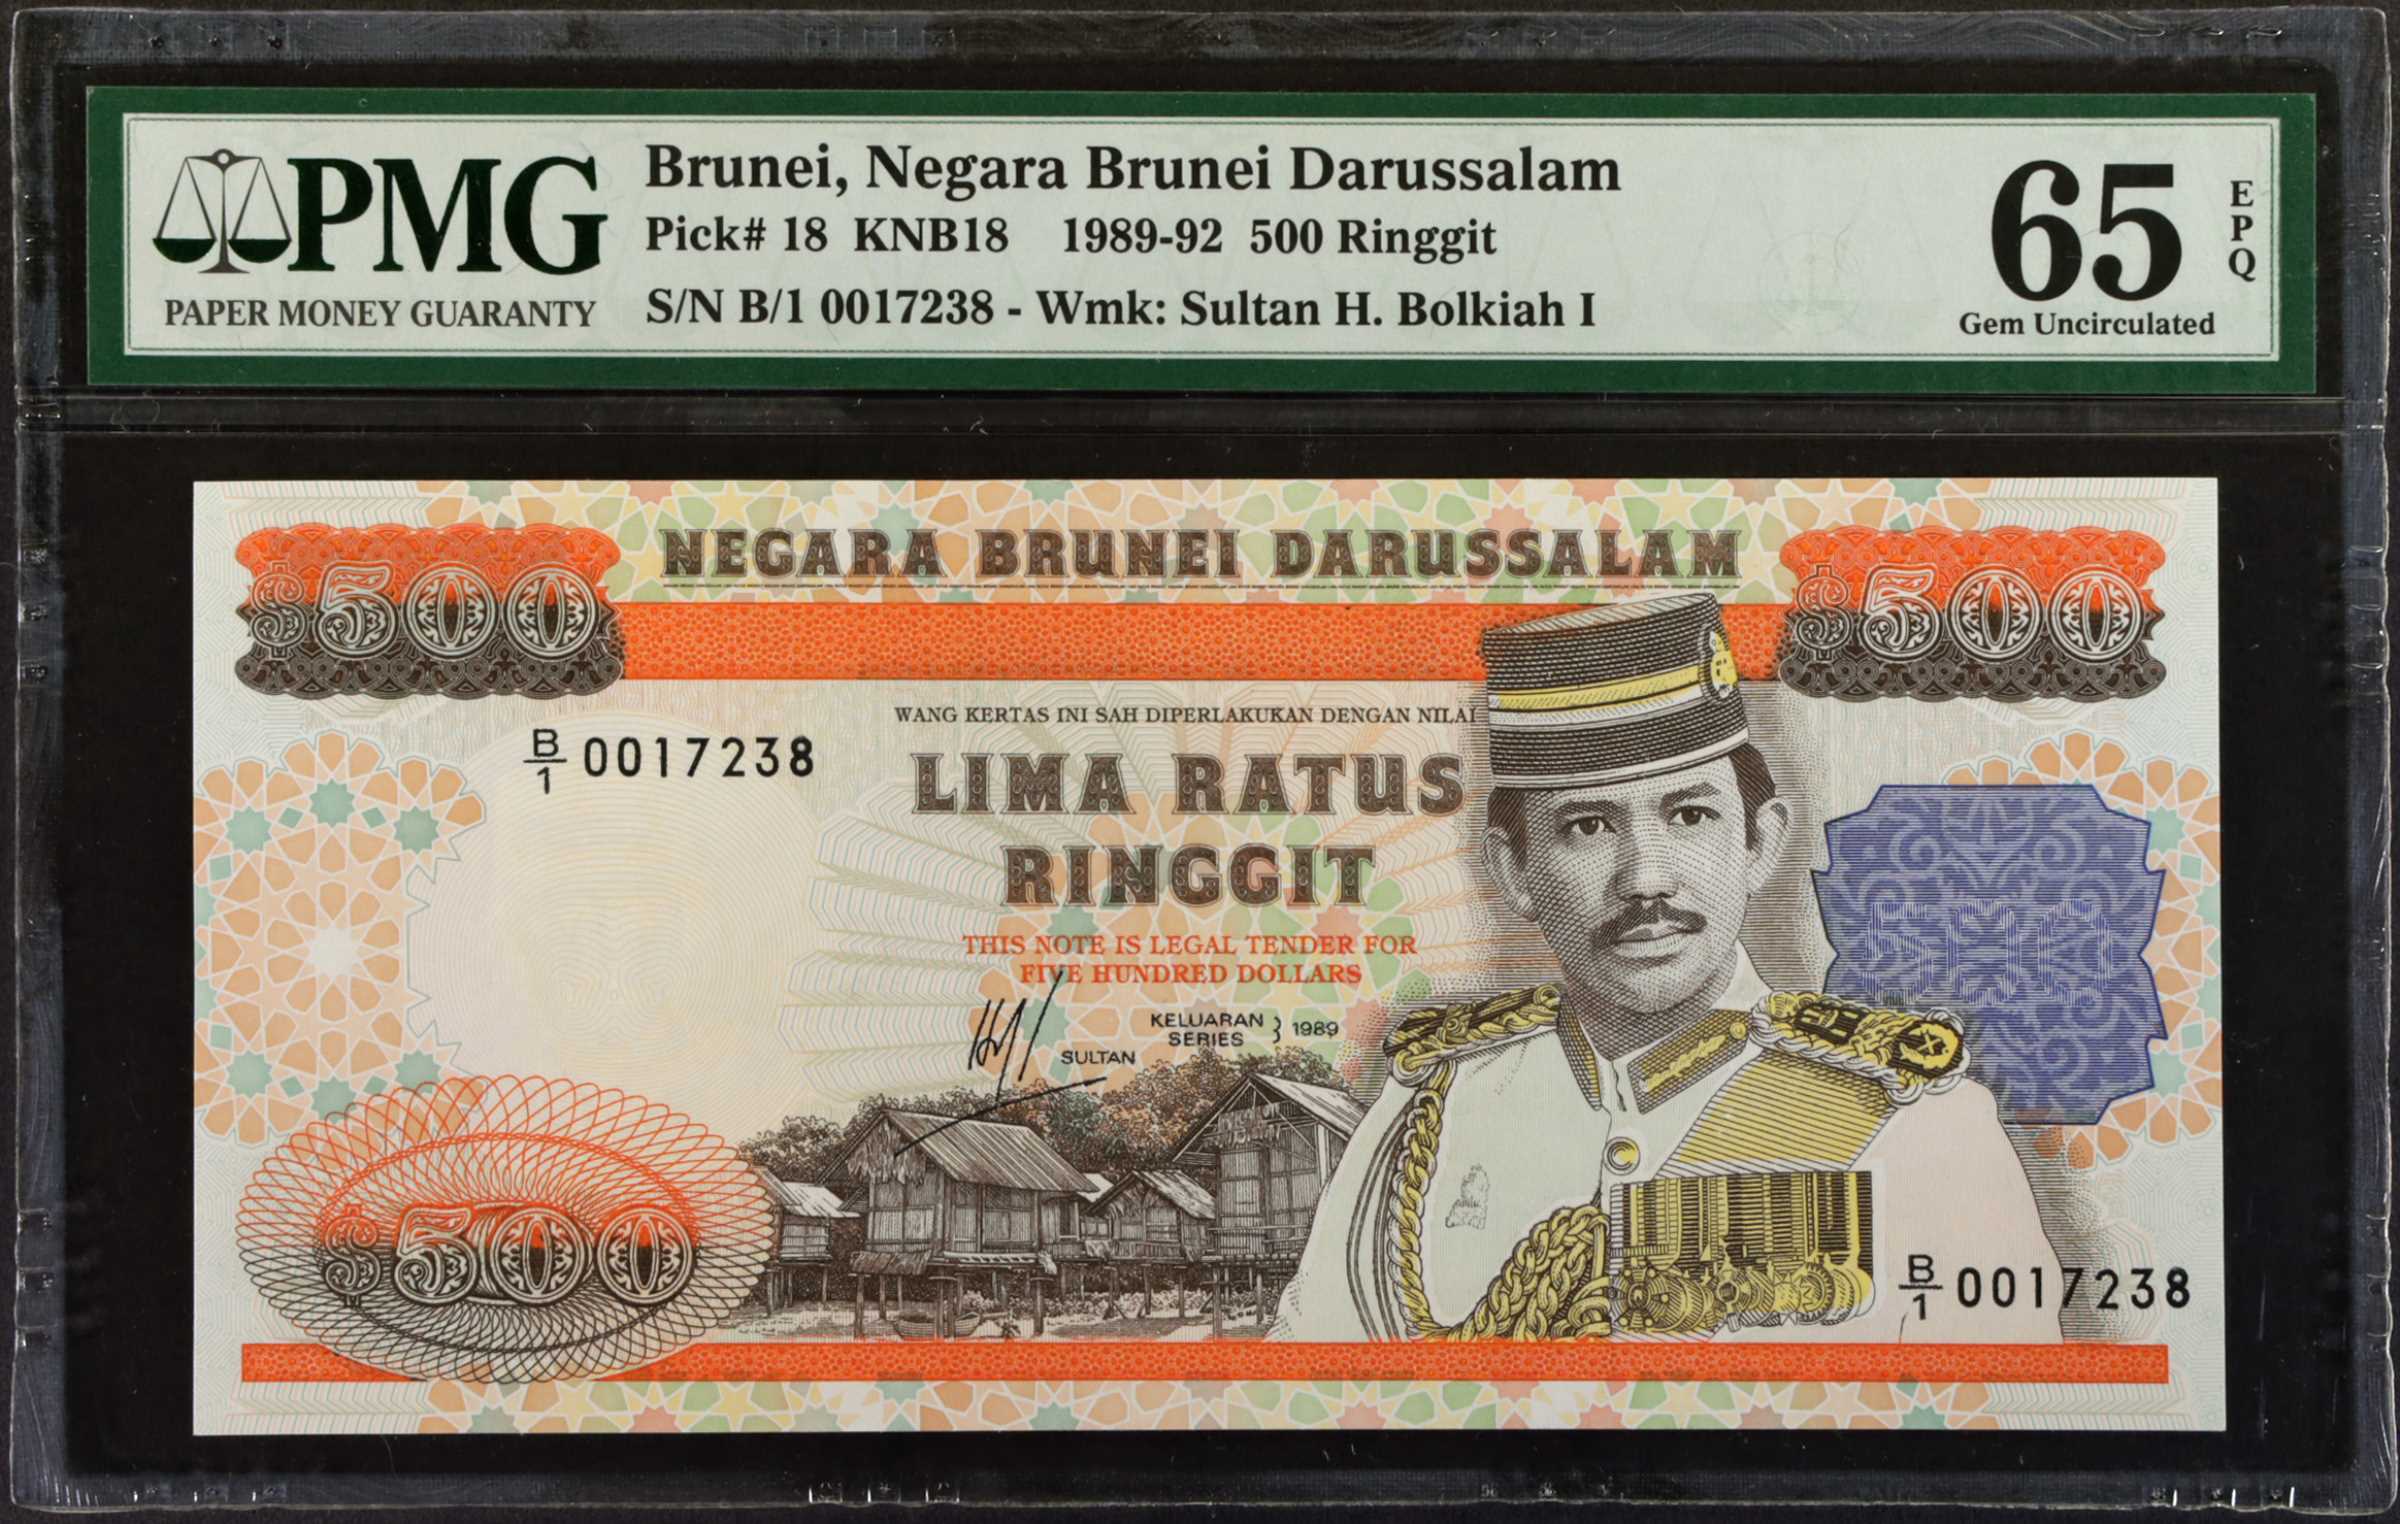 PMG
PAPER MONEY GUARANTY
Brunei, Negara Brunei Darussalam
Pick# 18 KNB18 1989-92 500 Ringgit
S/N B/1 0017238 - Wmk: Sultan H. Bolkiah I
65
EPQ
Gem Uncirculated
NEGARA BRUNEI DARUSSALAM
$500
$500
WANG KERTAS INI SAH DIPERLAKUKAN DENGAN NILAI
B/1 0017238
LIMA RATUS
RINGGIT
500
THIS NOTE IS LEGAL TENDER FOR
FIVE HUNDRED DOLLARS
KELUARAN
SERIES } 1989
SULTAN
$500
B/1 0017238